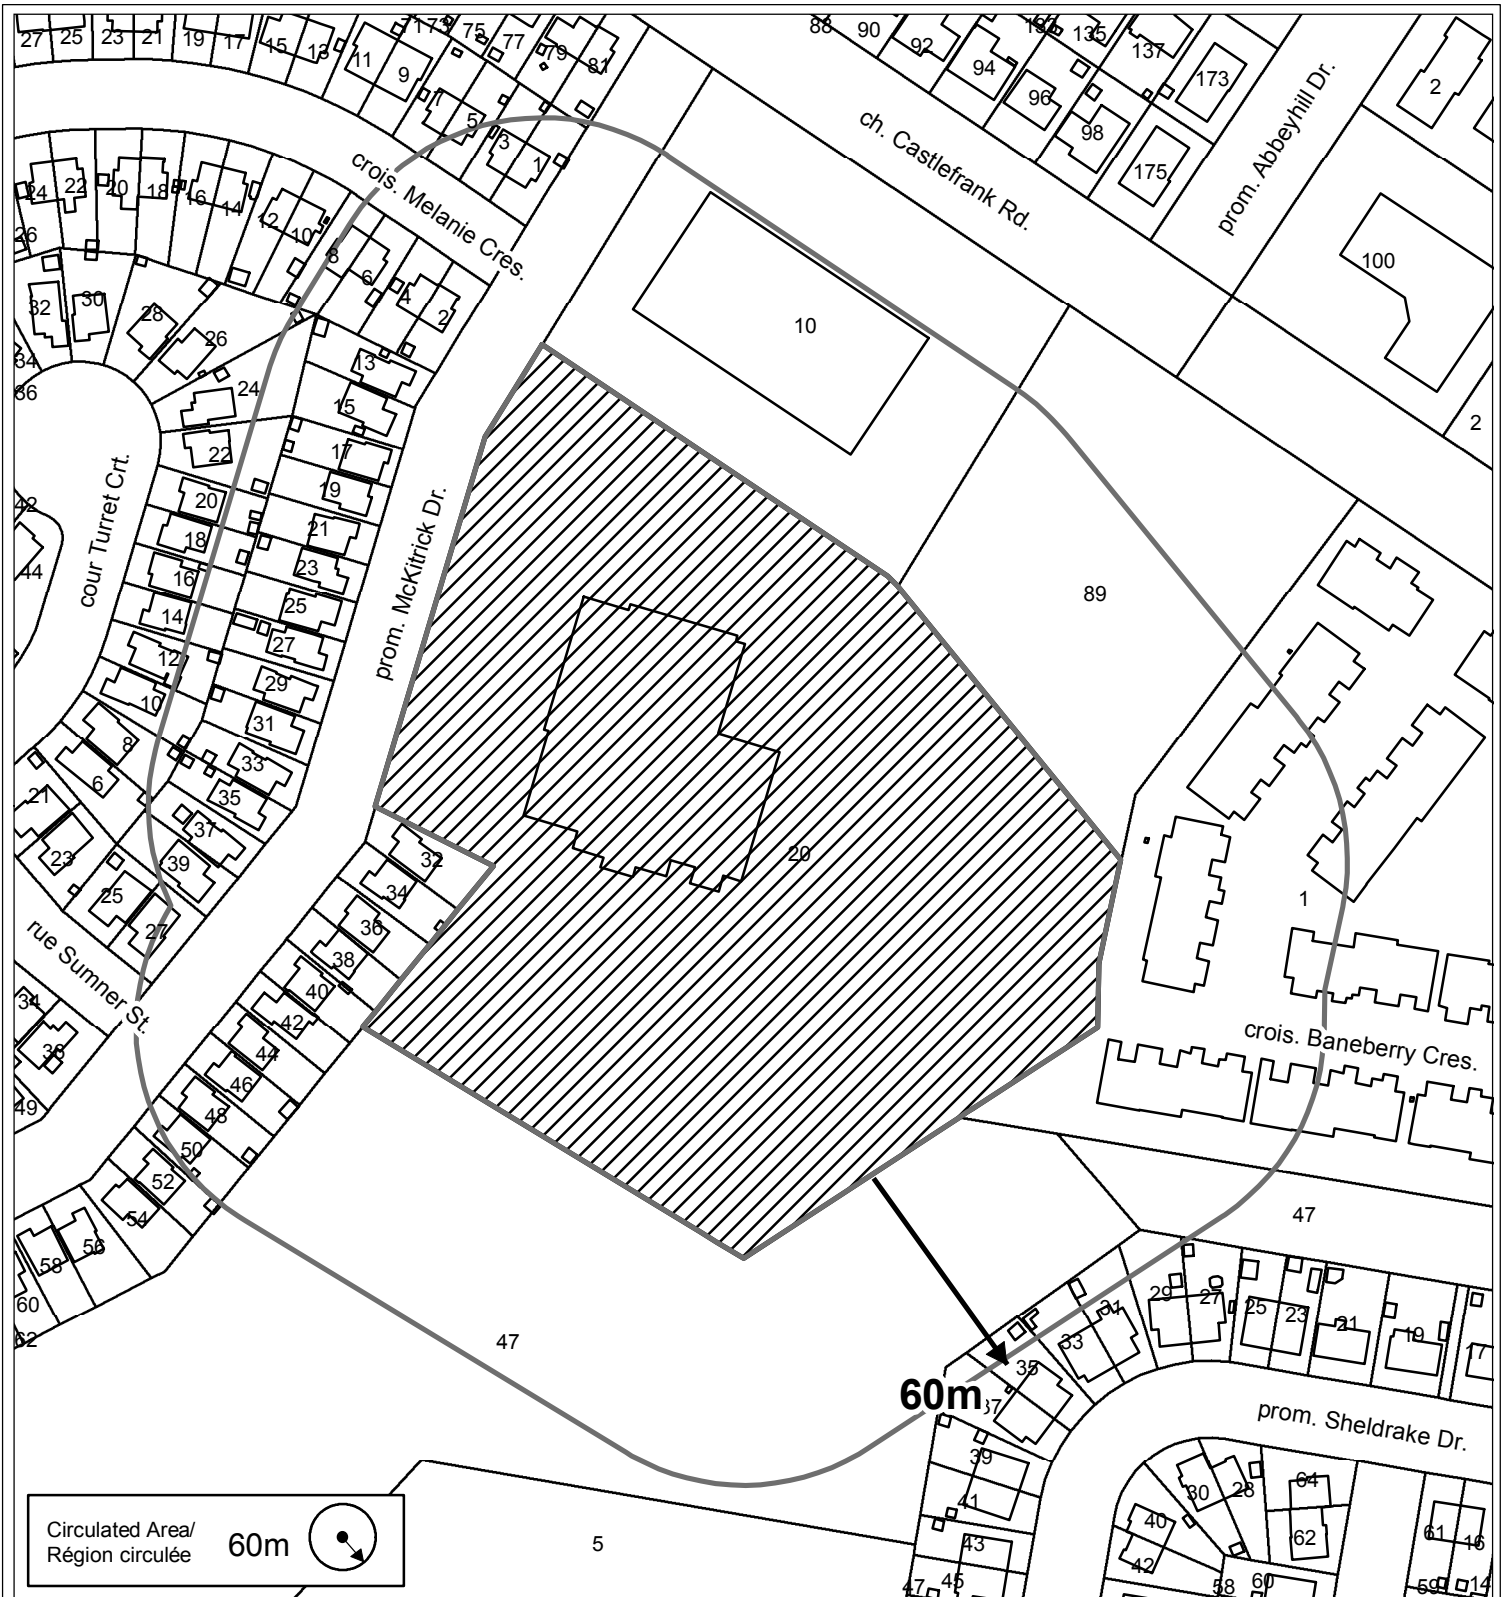 27 25 23 21 19 17 15 13 11 9 7 5 3 1
173 75 77 79 81
88 90 92 94 96 98
135 137 173 175
2
100
2
ch. Castlefrank Rd.
prom. Abbeyhill Dr.
crois. Melanie Cres.
24 22 20 18 16 14 12 10 8 6 4 2
26
32 30 28 26 24 22
34
86
20 18 16 14 12 10 8 6
42
44
cour Turret Crt.
13
15
17
19
21
23
25
27
29
31
33
35
37
39
prom. McKitrick Dr.
10
89
20
1
21
23
25
27
rue Sumner St.
34
36
49
32
34
36
38
40
42
44
46
48
50
52
54
56
58
60
62
crois. Baneberry Cres.
47
47
60m
29 27 25 23 21 19 17
31
33
35
37
39
41
43
45
47
prom. Sheldrake Dr.
30 28 64
40 62 61 16
42 58 60 59 14
5
Circulated Area/
Région circulée
60m